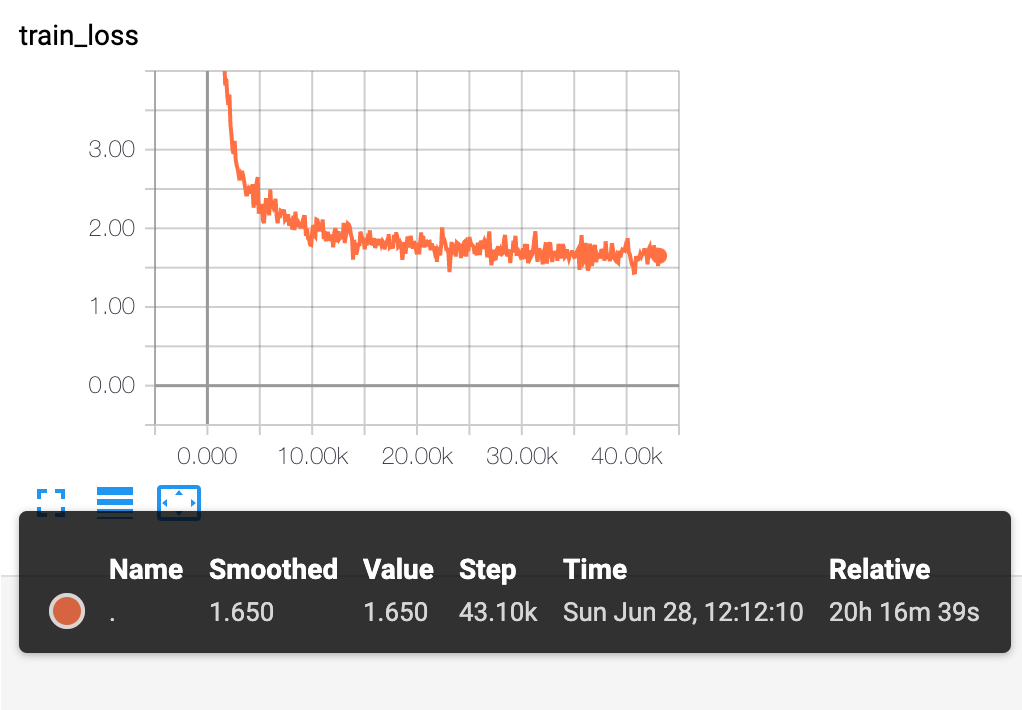 train_loss
3.00
2.00
1.00
0.00
0.000 10.00k 20.00k 30.00k 40.00k
Name Smoothed Value Step Time Relative
. 1.650 1.650 43.10k Sun Jun 28, 12:12:10 20h 16m 39s